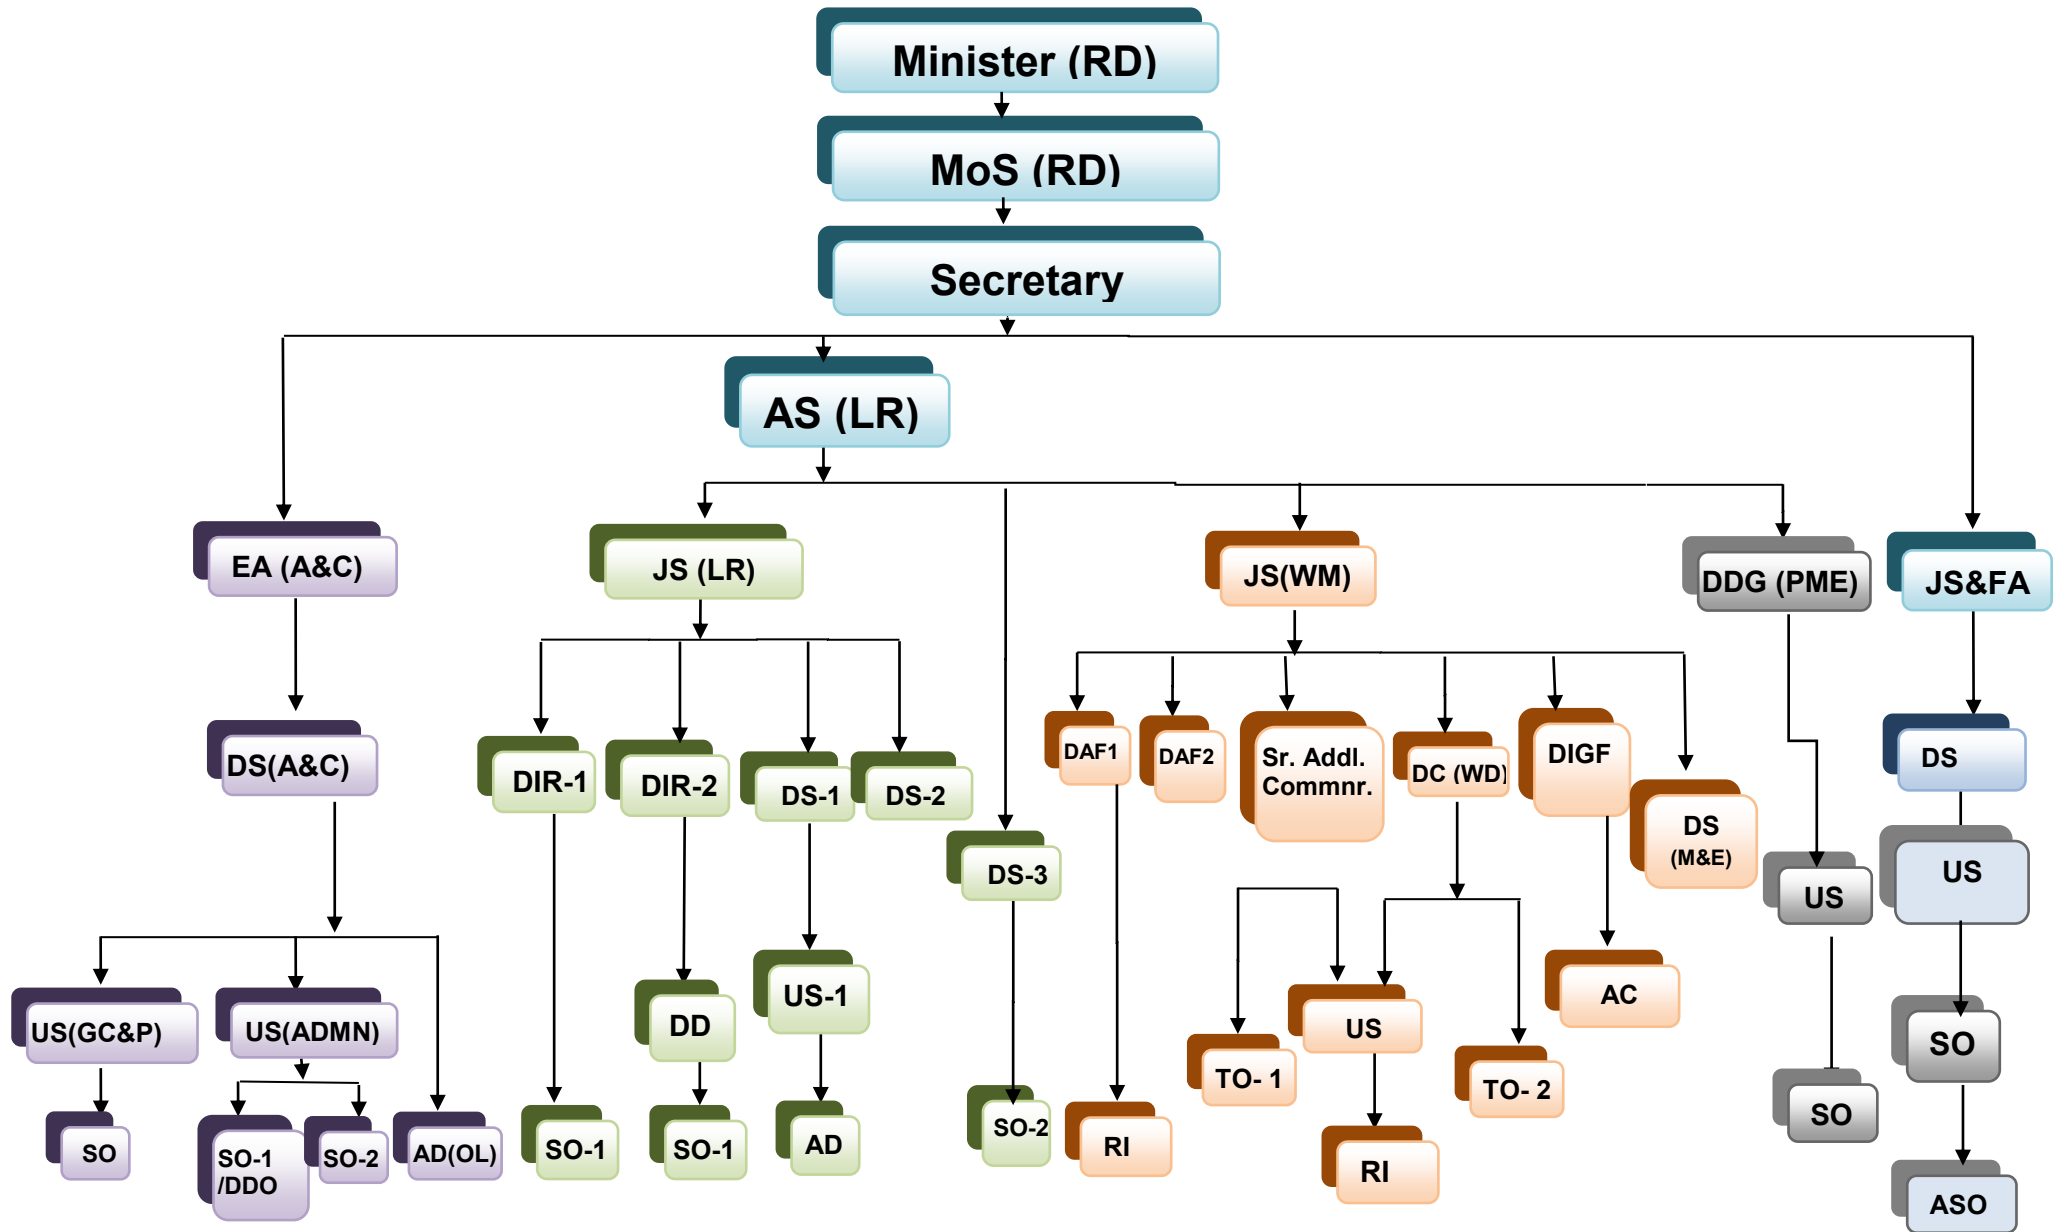 Minister (RD)
MoS (RD)
Secretary
AS (LR)
EA (A&C)
JS (LR)
JS(WM)
DDG (PME)
JS&FA
DS(A&C)
DIR-1
DIR-2
DS-1
DS-2
DS-3
DAF1
DAF2
Sr. Addl.
Commnr.
DC (WD)
DIGF
DS
(M&E)
DS
US
US
US(GC&P)
US(ADMN)
DD
US-1
US
AC
SO
TO- 1
TO- 2
SO
SO
SO-1
/DDO
SO-2
AD(OL)
SO-1
SO-1
AD
SO-2
RI
RI
ASO